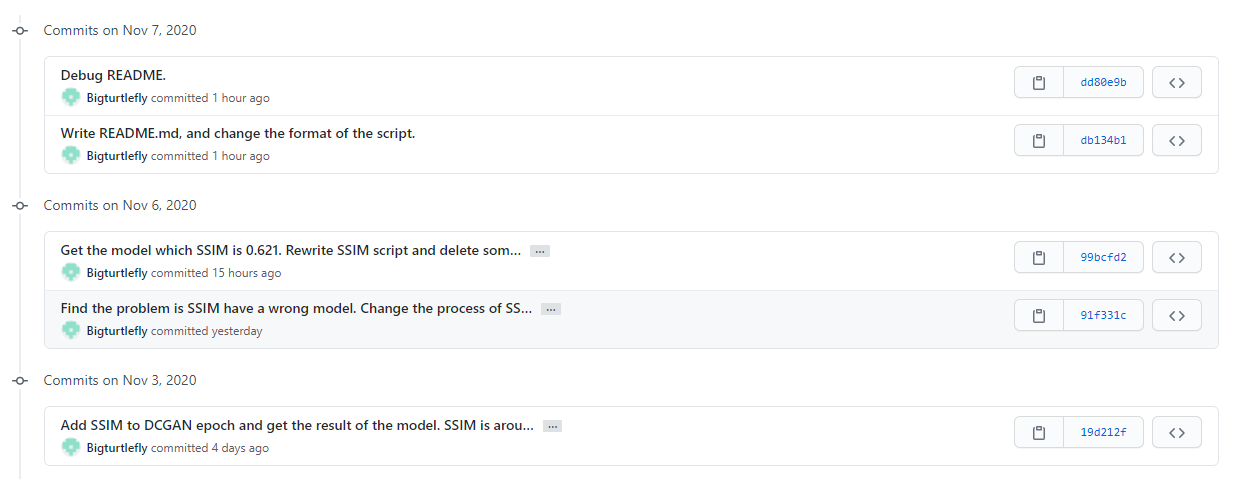 Commits on Nov 7, 2020
Debug README.
Bigturtlefly committed 1 hour ago
dd80e9b
Write README.md, and change the format of the script.
Bigturtlefly committed 1 hour ago
db134b1
Commits on Nov 6, 2020
Get the model which SSIM is 0.621. Rewrite SSIM script and delete som... ...
Bigturtlefly committed 15 hours ago
99bcfd2
Find the problem is SSIM have a wrong model. Change the process of SS... ...
Bigturtlefly committed yesterday
91f331c
Commits on Nov 3, 2020
Add SSIM to DCGAN epoch and get the result of the model. SSIM is arou... ...
Bigturtlefly committed 4 days ago
19d212f